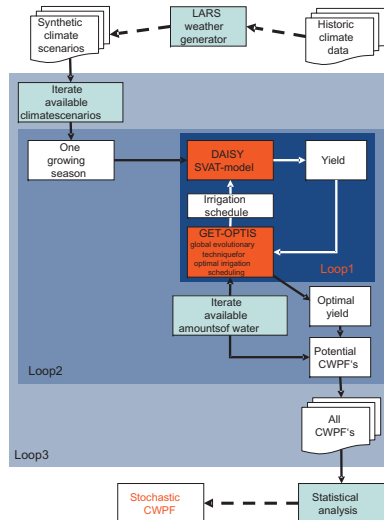 Synthetic
climate
scenarios
LARS
weather
generator
Historic
climate
data
Iterate
available
climatescenarios
One
growing
season
DAISY
SVAT-model
Yield
Irrigation
schedule
GET-OPTIS
global evolutionary
techniquefor
optimal irrigation
scheduling
Loop1
Iterate
available
amountsof water
Optimal
yield
Potential
CWPF's
Loop2
All
CWPF's
Loop3
Stochastic
CWPF
Statistical
analysis